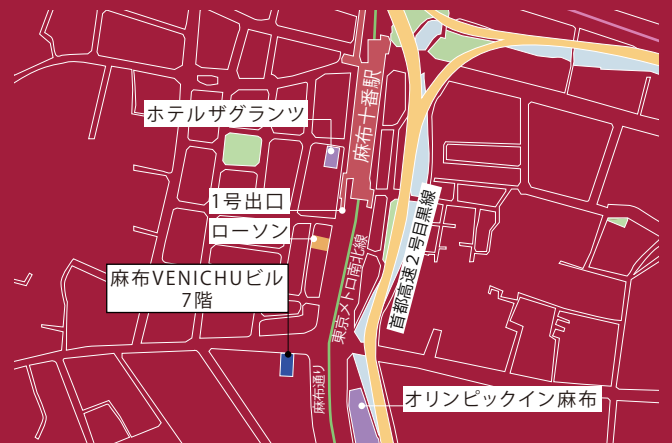 麻布十番駅
ホテルザグランツ
1号出口
ローソン
麻布VENICHUビル
7階
東京メトロ南北線
首都高速2号目黒線
麻布通り
オリンピックイン麻布